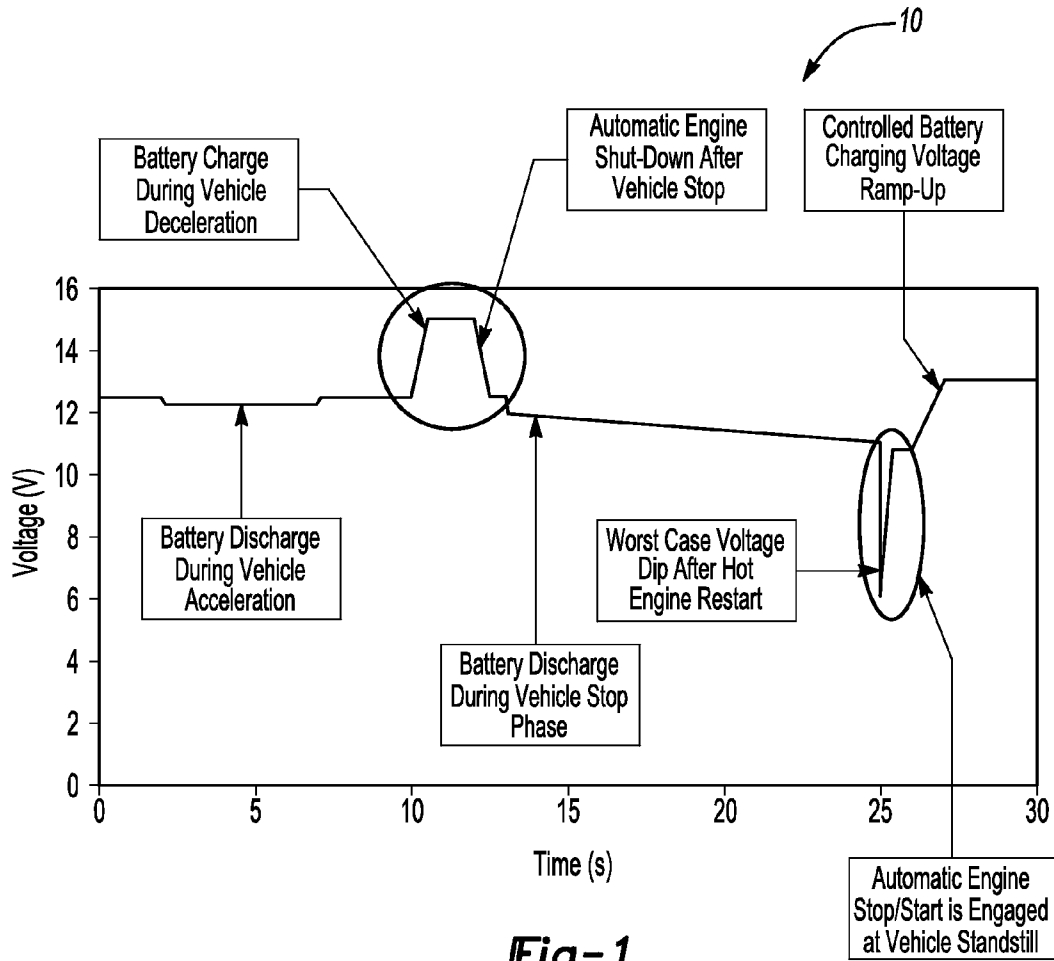 10
Automatic Engine
Shut-Down After
Vehicle Stop
Controlled Battery
Charging Voltage
Ramp-Up
Battery Charge
During Vehicle
Deceleration
16
14
12
10
8
6
4
2
0
Voltage (V)
Battery Discharge
During Vehicle
Acceleration
Worst Case Voltage
Dip After Hot
Engine Restart
Battery Discharge
During Vehicle Stop
Phase
0
5
10
15
20
25
30
Time (s)
Automatic Engine
Stop/Start is Engaged
at Vehicle Standstill
Fig-1